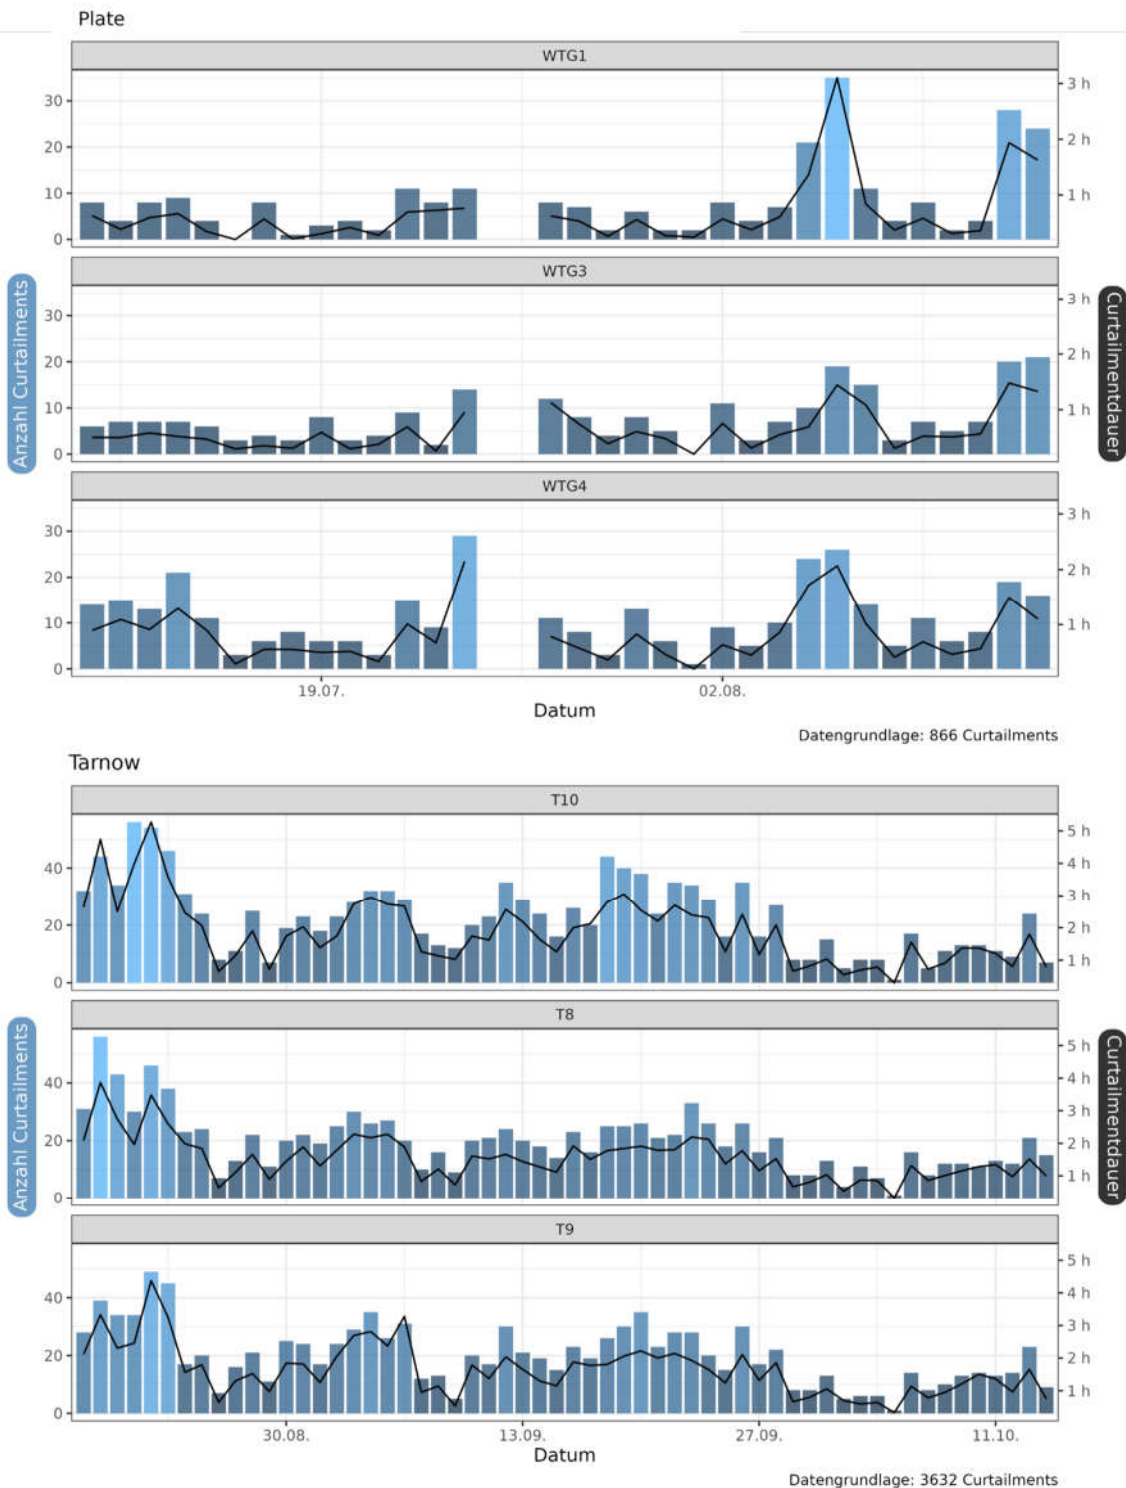 Plate
WTG1
30
20
10
0
3 h
2 h
1 h
WTG3
30
20
10
0
3 h
2 h
1 h
WTG4
30
20
10
0
3 h
2 h
1 h
Anzahl Curtailments
Curtailmentdauer
19.07.
02.08.
Datum
Datengrundlage: 866 Curtailments
Tarnow
T10
40
20
0
5 h
4 h
3 h
2 h
1 h
T8
40
20
0
5 h
4 h
3 h
2 h
1 h
T9
40
20
0
5 h
4 h
3 h
2 h
1 h
Anzahl Curtailments
Curtailmentdauer
30.08.
13.09.
27.09.
11.10.
Datum
Datengrundlage: 3632 Curtailments